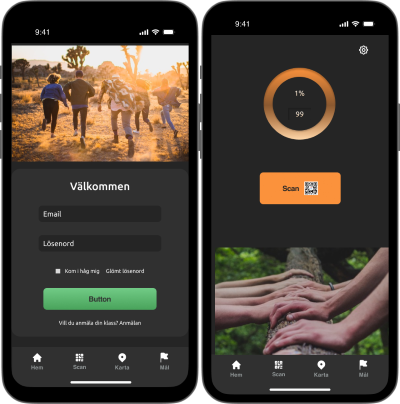 9:41
Välkommen
Email
Lösenord
Kom i håg mig Glömt lösenord
Button
Vill du anmäla din klass? Anmälan
Hem Scan Karta Mål
9:41
1%
99
Scan
Hem Scan Karta Mål